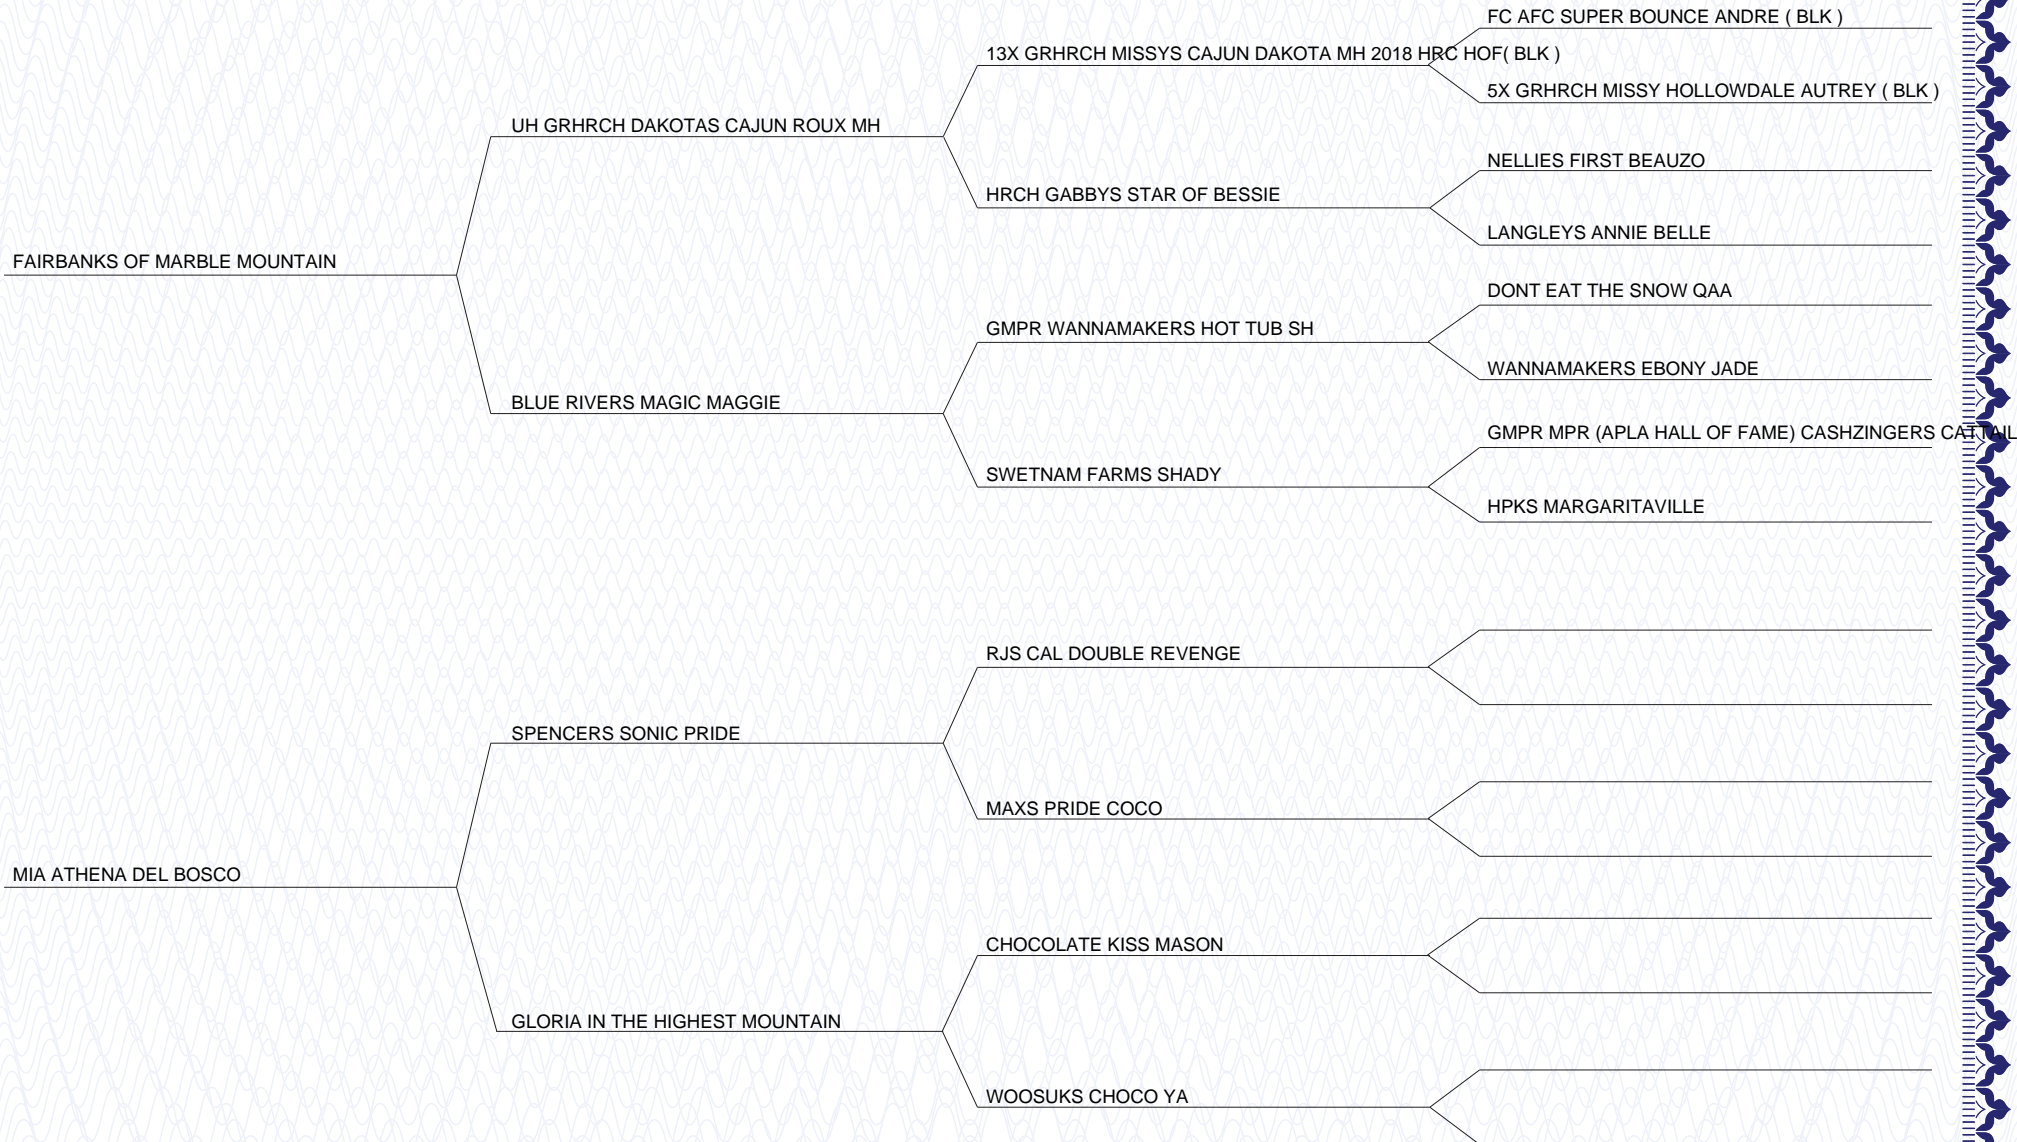 FC AFC SUPER BOUNCE ANDRE ( BLK )
13X GRHRCH MISSYS CAJUN DAKOTA MH 2018 HRC HOF( BLK )
5X GRHRCH MISSY HOLLOWDALE AUTREY ( BLK )
UH GRHRCH DAKOTAS CAJUN ROUX MH
NELLIES FIRST BEAUZO
HRCH GABBYS STAR OF BESSIE
LANGLEYS ANNIE BELLE
FAIRBANKS OF MARBLE MOUNTAIN
DONT EAT THE SNOW QAA
GMPR WANNAMAKERS HOT TUB SH
WANNAMAKERS EBONY JADE
BLUE RIVERS MAGIC MAGGIE
GMPR MPR (APLA HALL OF FAME) CASHZINGERS CATTAIL
SWETNAM FARMS SHADY
HPKS MARGARITAVILLE
RJS CAL DOUBLE REVENGE
SPENCERS SONIC PRIDE
MAXS PRIDE COCO
MIA ATHENA DEL BOSCO
CHOCOLATE KISS MASON
GLORIA IN THE HIGHEST MOUNTAIN
WOOSUKS CHOCO YA